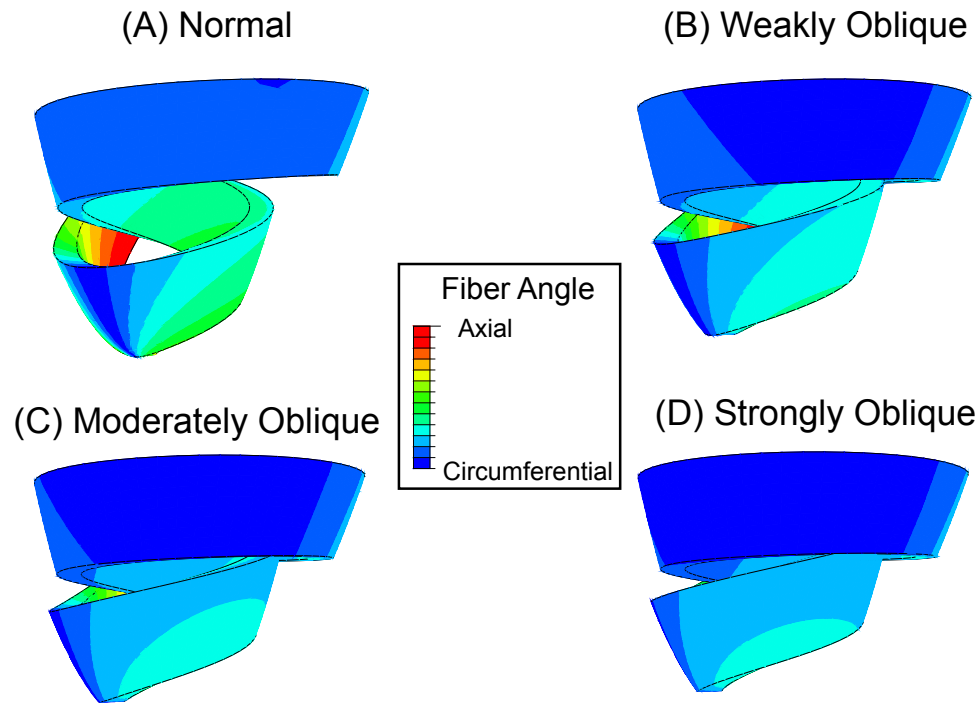 (A) Normal
(B) Weakly Oblique
Fiber Angle
Axial
Circumferential
(C) Moderately Oblique
(D) Strongly Oblique